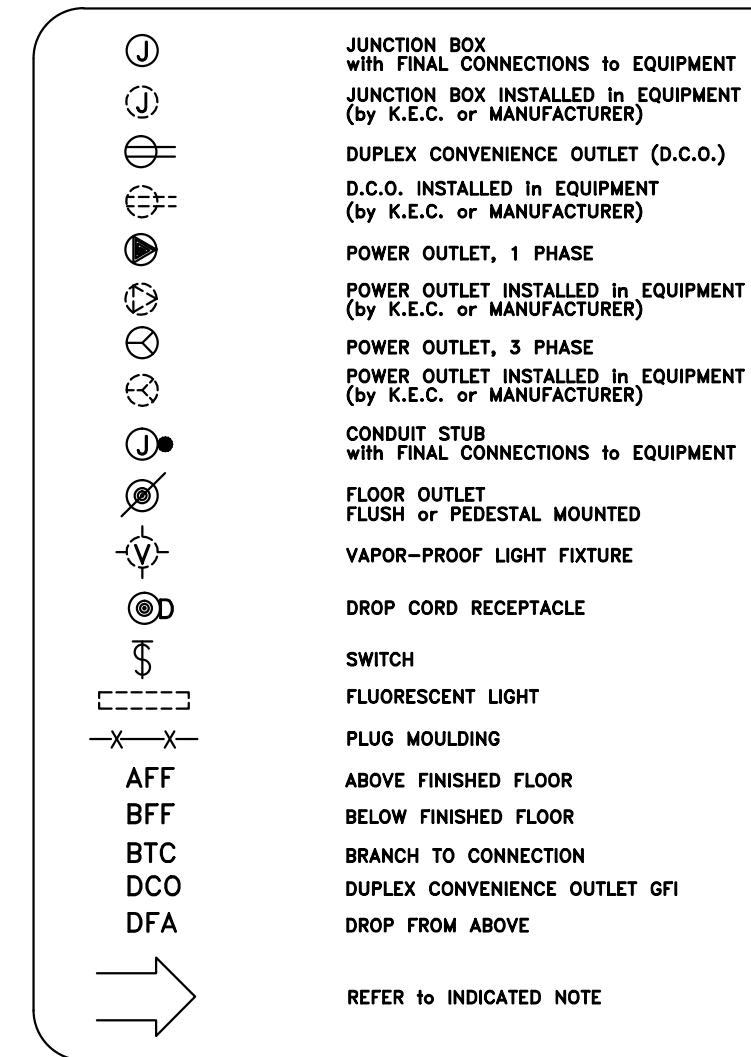 J JUNCTION BOX
with FINAL CONNECTIONS to EQUIPMENT
J JUNCTION BOX INSTALLED in EQUIPMENT
(by K.E.C. or MANUFACTURER)
DUPLEX CONVENIENCE OUTLET (D.C.O.)
D.C.O. INSTALLED in EQUIPMENT
(by K.E.C. or MANUFACTURER)
POWER OUTLET, 1 PHASE
POWER OUTLET INSTALLED in EQUIPMENT
(by K.E.C. or MANUFACTURER)
POWER OUTLET, 3 PHASE
POWER OUTLET INSTALLED in EQUIPMENT
(by K.E.C. or MANUFACTURER)
J CONDUIT STUB
with FINAL CONNECTIONS to EQUIPMENT
FLOOR OUTLET
FLUSH or PEDESTAL MOUNTED
V VAPOR-PROOF LIGHT FIXTURE
D DROP CORD RECEPTACLE
$ SWITCH
FLUORESCENT LIGHT
X X PLUG MOULDING
AFF ABOVE FINISHED FLOOR
BFF BELOW FINISHED FLOOR
BTC BRANCH TO CONNECTION
DCO DUPLEX CONVENIENCE OUTLET GFI
DFA DROP FROM ABOVE
REFER to INDICATED NOTE